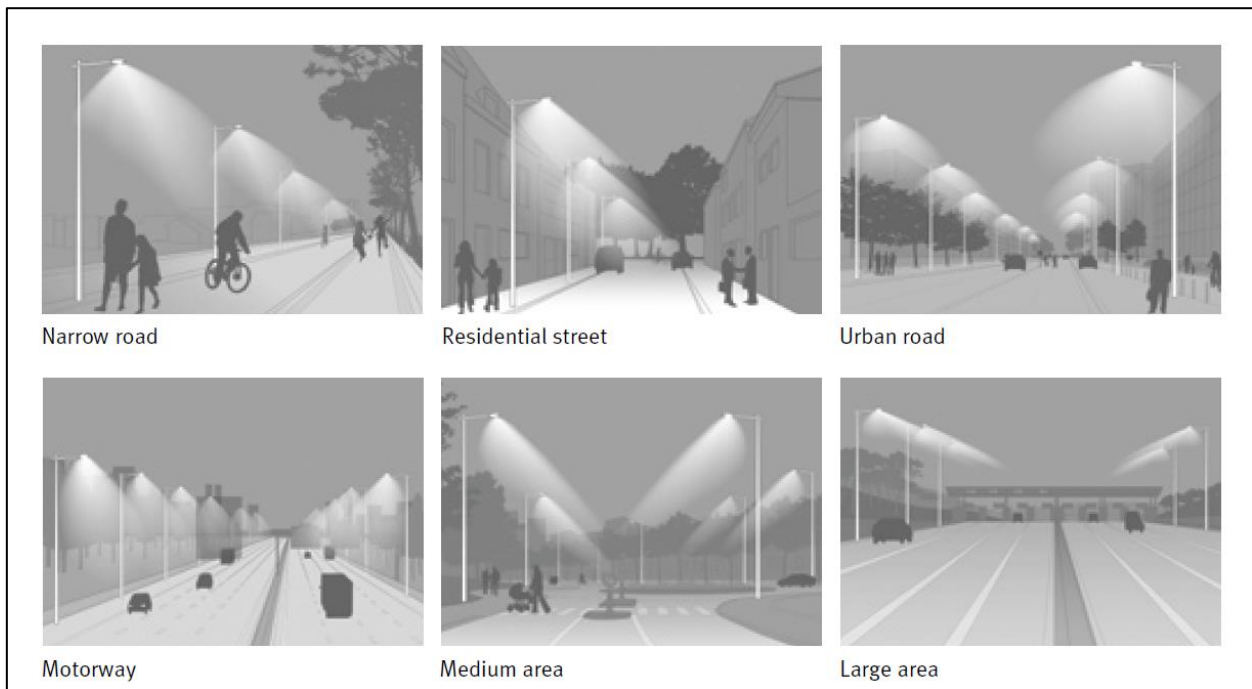 Narrow road
Residential street
Urban road
Motorway
Medium area
Large area